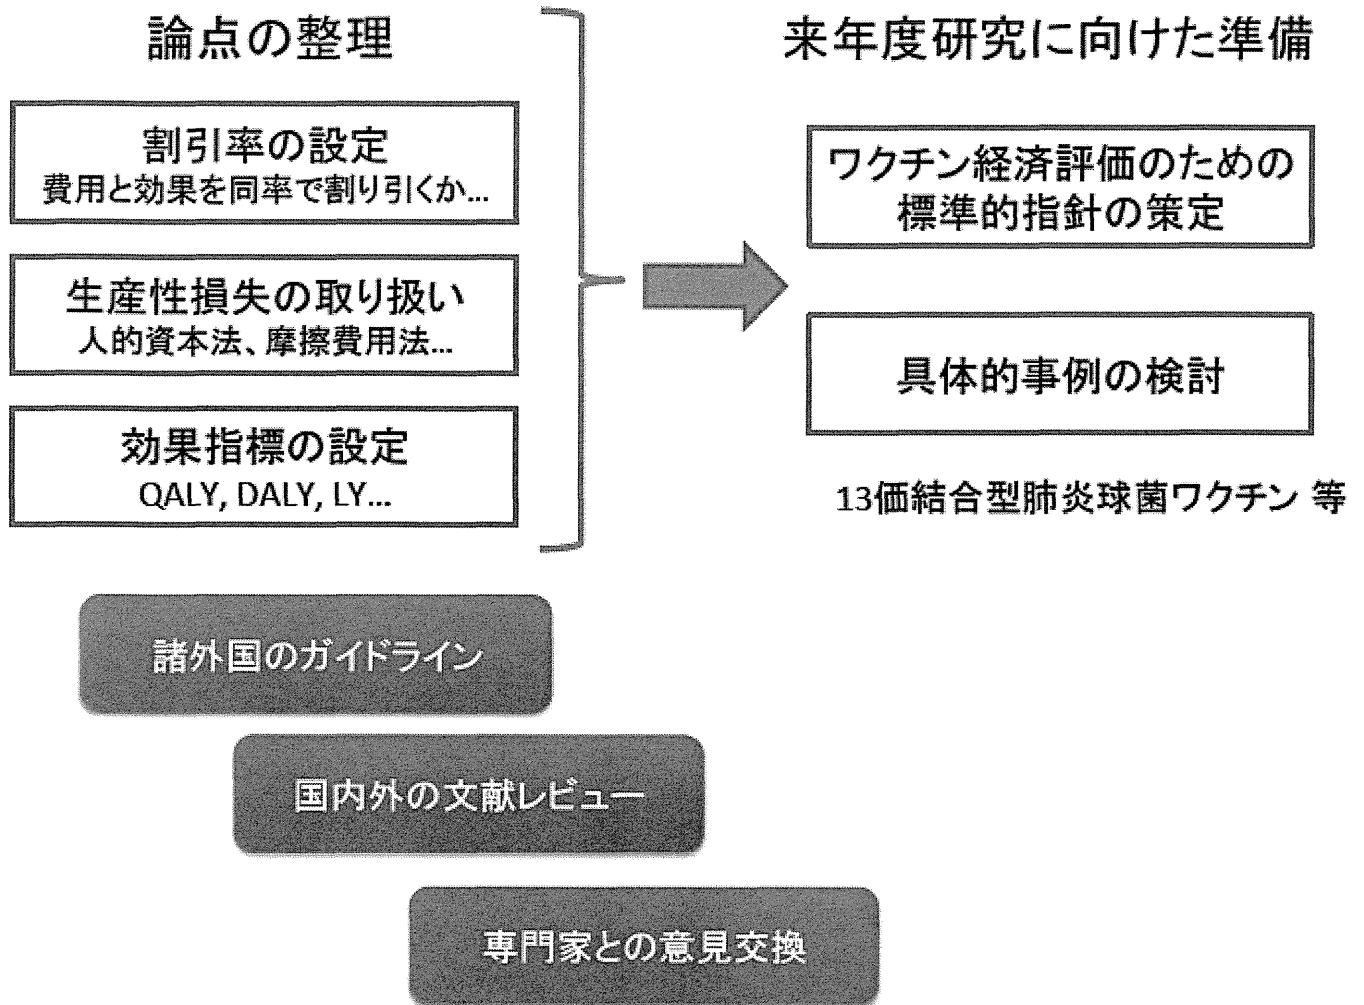 論点の整理
割引率の設定
費用と効果を同率で割り引くか...
生産性損失の取り扱い
人的資本法、摩擦費用法...
効果指標の設定
QALY, DALY, LY...
来年度研究に向けた準備
ワクチン経済評価のための
標準的指針の策定
具体的事例の検討
13価結合型肺炎球菌ワクチン 等
諸外国のガイドライン
国内外の文献レビュー
専門家との意見交換